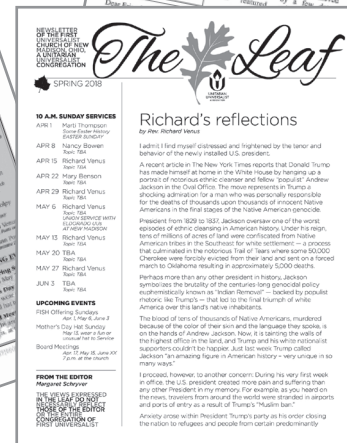 NEWSLETTER
OF THE FIRST
UNIVERSALIST
CHURCH OF NEW
MADISON, OHIO,
A UNITARIAN
UNIVERSALIST
CONGREGATION
The Leaf
SPRING 2018
UNITARIAN
UNIVERSALIST
10 A.M. SUNDAY SERVICES
APR 1 Marti Thompson
Some Easter History
EASTER SUNDAY
APR 8 Nancy Bowen
Topic TBA
APR 15 Richard Venus
Topic TBA
APR 22 Mary Benson
Topic TBA
APR 29 Richard Venus
Topic TBA
MAY 6 Richard Venus
Topic TBA
UNION SERVICE WITH
ELDORADO UUs
AT NEW MADISON
MAY 13 Richard Venus
Topic TBA
MAY 20 TBA
Topic TBA
MAY 27 Richard Venus
Topic TBA
JUN 3 TBA
Topic TBA
UPCOMING EVENTS
FISH Offering Sundays
Apr 1, May 6, June 3
Mother's Day Hat Sunday
May 13, wear a fun or
unusual hat to Service
Board Meetings
Apr 17, May 15, June XX
7 p.m. at the church
FROM THE EDITOR
Margaret Schryver
THE VIEWS EXPRESSED
IN THE LEAF DO NOT
NECESSARILY REFLECT
THOSE OF THE EDITOR
OR THE ENTIRE
CONGREGATION OF
FIRST UNIVERSALIST
Richard's reflections
by Rev. Richard Venus
I admit I find myself distressed and frightened by the tenor and
behavior of the newly installed U.S. president.
A recent article in The New York Times reports that Donald Trump
has made himself at home in the White House by hanging up a
portrait of notorious ethnic cleanser and fellow "populist" Andrew
Jackson in the Oval Office. The move represents in Trump a
shocking admiration for a man who was personally responsible
for the deaths of thousands upon thousands of innocent Native
Americans in the final stages of the Native American genocide.
President from 1829 to 1837, Jackson oversaw one of the worst
episodes of ethnic cleansing in American history. Under his reign,
tens of millions of acres of land were confiscated from Native
American tribes in the Southeast for white settlement — a process
that culminated in the notorious Trail of Tears where some 50,000
Cherokee were forcibly evicted from their land and sent on a forced
march to Oklahoma resulting in approximately 5,000 deaths.
Perhaps more than any other president in history, Jackson
symbolizes the brutality of the centuries-long genocidal policy
euphemistically known as "Indian Removal" — backed by populist
rhetoric like Trump's — that led to the final triumph of white
America over this land's native inhabitants.
The blood of tens of thousands of Native Americans, murdered
because of the color of their skin and the language they spoke, is
on the hands of Andrew Jackson. Now, it is tainting the walls of
the highest office in the land, and Trump and his white nationalist
supporters couldn't be happier. Just last week Trump called
Jackson "an amazing figure in American history – very unique in so
many ways."
I proceed, however, to another concern: During his very first week
in office, the U.S. president created more pain and suffering than
any other President in my memory. For example, as you heard on
the news, travelers from around the world were stranded in airports
and ports of entry as a result of Trump's "Muslim ban."
Anxiety arose within President Trump's party as his order closing
the nation to refugees and people from certain predominantly